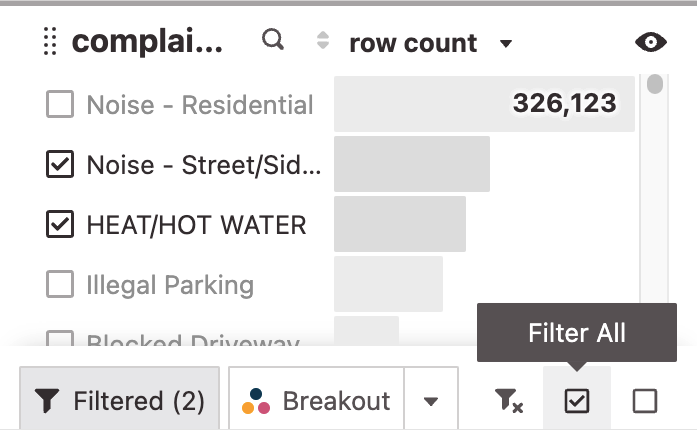 complai...
row count
Noise - Residential
326,123
Noise - Street/Sid...
HEAT/HOT WATER
Illegal Parking
Blocked Driveway
Filter All
Filtered (2)
Breakout